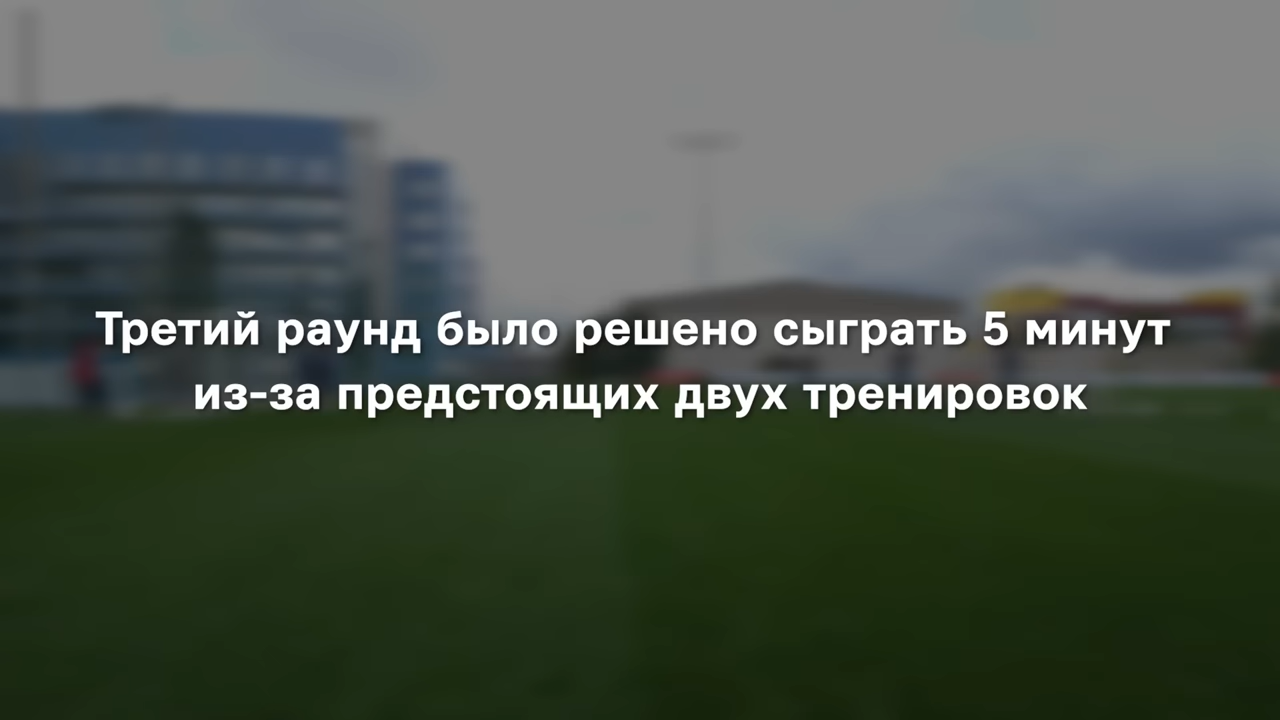 Третий раунд было решено сыграть 5 минут
из-за предстоящих двух тренировок